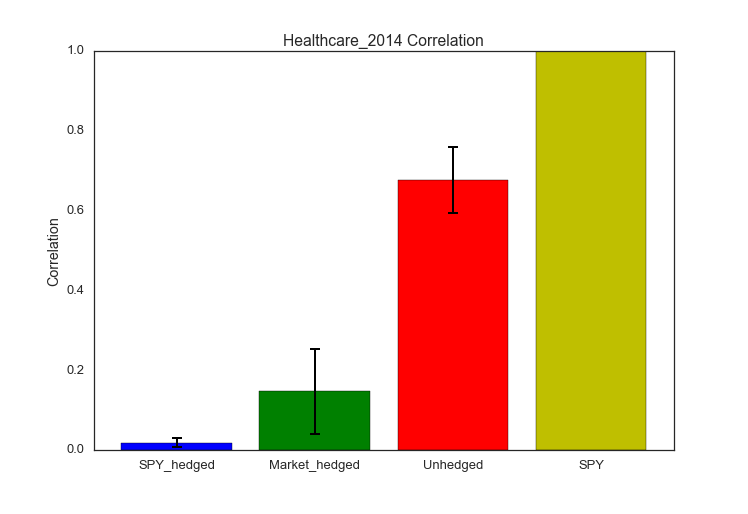 Healthcare_2014 Correlation
1.0
0.8
0.6
0.4
0.2
0.0
Correlation
SPY_hedged
Market_hedged
Unhedged
SPY